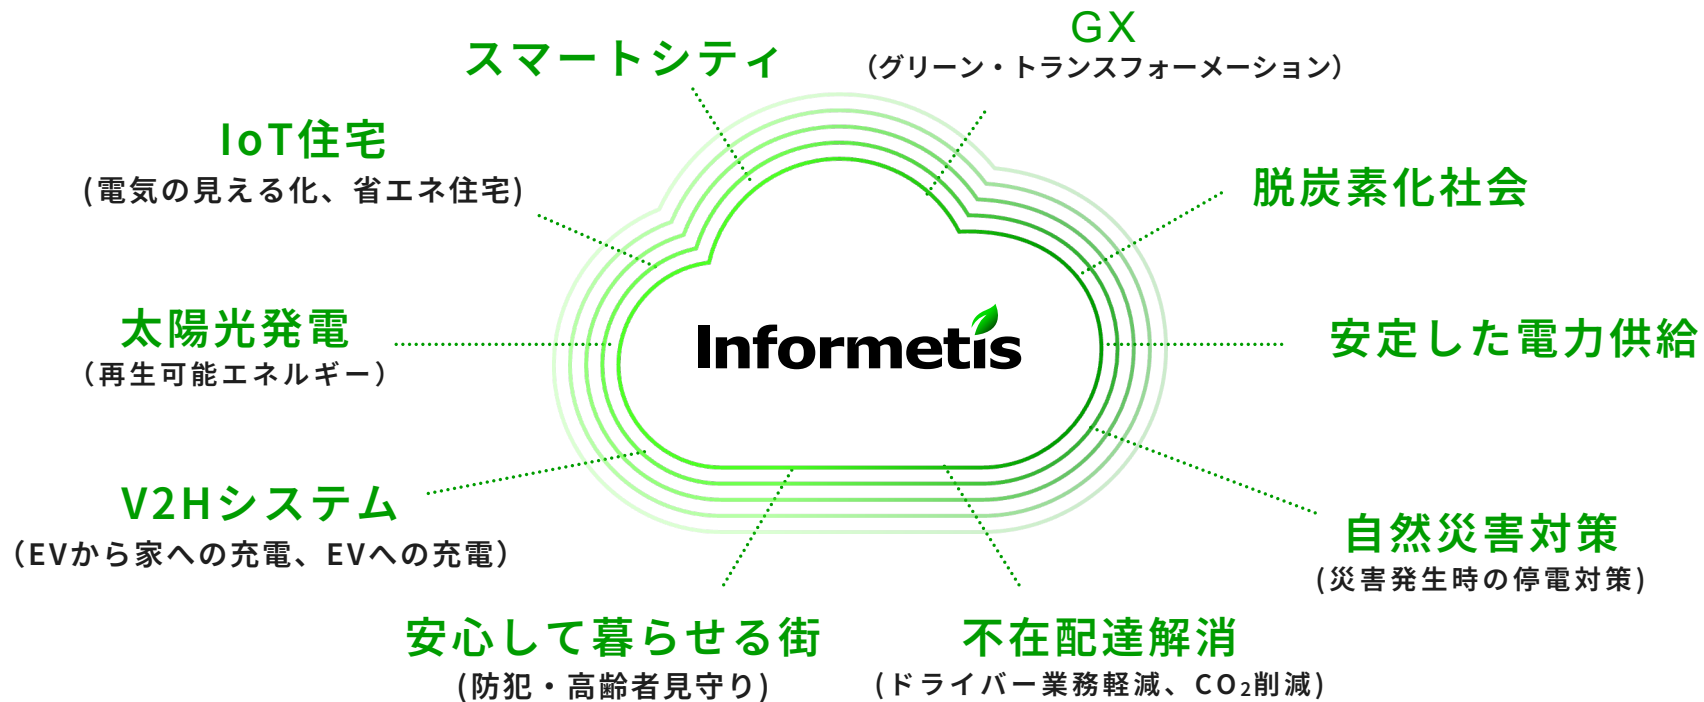 GX
(グリーン・トランスフォーメーション)
スマートシティ
IoT住宅
(電気の見える化、省エネ住宅)
脱炭素化社会
太陽光発電
(再生可能エネルギー)
Informetis
安定した電力供給
V2Hシステム
(EVから家への充電、EVへの充電)
自然災害対策
(災害発生時の停電対策)
安心して暮らせる街
(防犯・高齢者見守り)
不在配達解消
(ドライバー業務軽減、CO₂削減)